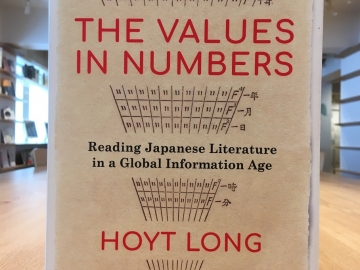 THE VALUES
IN NUMBERS
一年
一月
一日
Reading Japanese Literature
in a Global Information Age
一時
一分
HOYT LONG